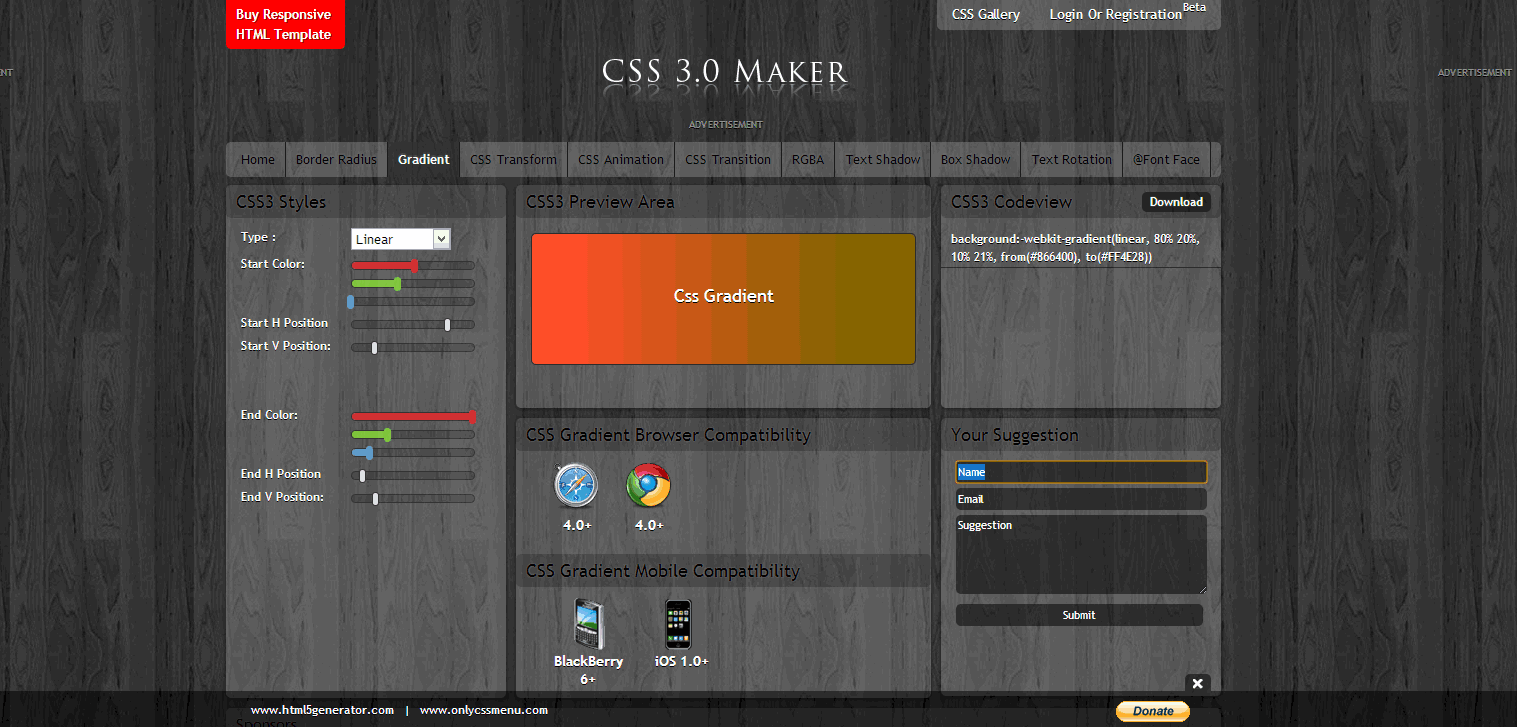 Buy Responsive
HTML Template
CSS Gallery
Login Or Registration Beta
CSS 3.0 MAKER
NT
ADVERTISEMENT
ADVERTISEMENT
Home
Border Radius
Gradient
CSS Transform
CSS Animation
CSS Transition
RGBA
Text Shadow
Box Shadow
Text Rotation
@Font Face
CSS3 Styles
Type :
Linear
Start Color:
Start H Position
Start V Position:
End Color:
End H Position
End V Position:
CSS3 Preview Area
Css Gradient
CSS3 Codeview
Download
background:-webkit-gradient(linear, 80% 20%,
10% 21%, from(#866400), to(#FF4E28))
CSS Gradient Browser Compatibility
4.0+
4.0+
CSS Gradient Mobile Compatibility
BlackBerry
6+
iOS 1.0+
Your Suggestion
Name
Email
Suggestion
Submit
www.html5generator.com | www.onlycssmenu.com
Donate
Sponsors